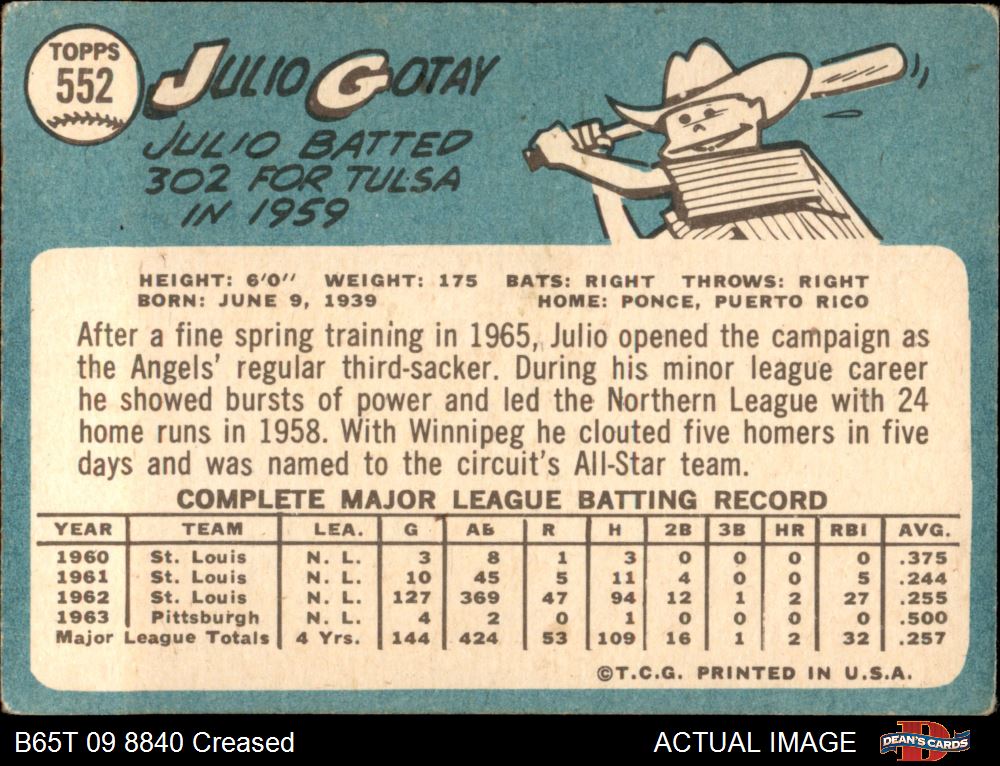 TOPPS
552
JULIO GOTAY
JULIO BATTED
302 FOR TULSA
IN 1959
HEIGHT: 6'0" WEIGHT: 175 BATS: RIGHT THROWS: RIGHT
BORN: JUNE 9, 1939 HOME: PONCE, PUERTO RICO
After a fine spring training in 1965, Julio opened the campaign as
the Angels' regular third-sacker. During his minor league career
he showed bursts of power and led the Northern League with 24
home runs in 1958. With Winnipeg he clouted five homers in five
days and was named to the circuit's All-Star team.
COMPLETE MAJOR LEAGUE BATTING RECORD
YEAR TEAM LEA. G AB R H 2B 3B HR RBI AVG.
1960 St. Louis N. L. 3 8 1 3 0 0 0 0 .375
1961 St. Louis N. L. 10 45 5 11 4 0 0 5 .244
1962 St. Louis N. L. 127 369 47 94 12 1 2 27 .255
1963 Pittsburgh N. L. 4 2 0 1 0 0 0 0 .500
Major League Totals 4 Yrs. 144 424 53 109 16 1 2 32 .257
©T.C.G. PRINTED IN U.S.A.
B65T 09 8840 Creased ACTUAL IMAGE DEAN'S CARDS